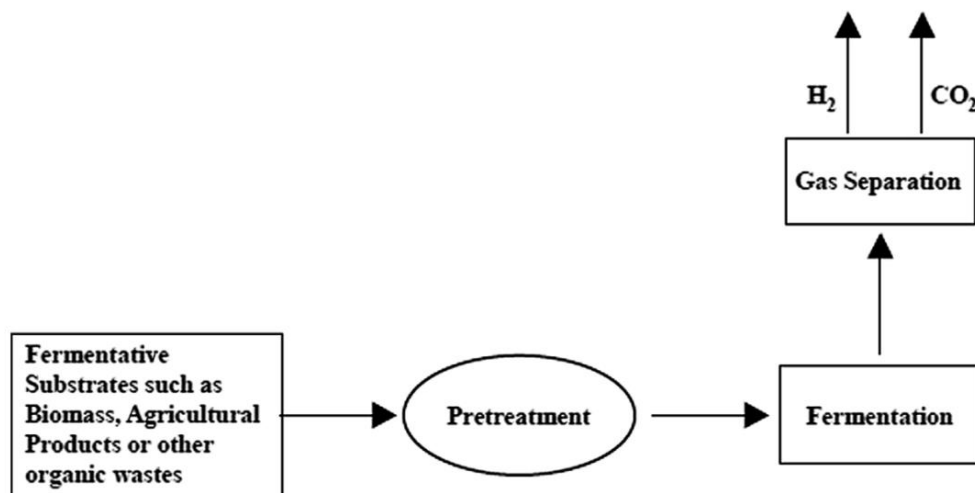 H₂
CO₂
Gas Separation
Fermentative
Substrates such as
Biomass, Agricultural
Products or other
organic wastes
Pretreatment
Fermentation